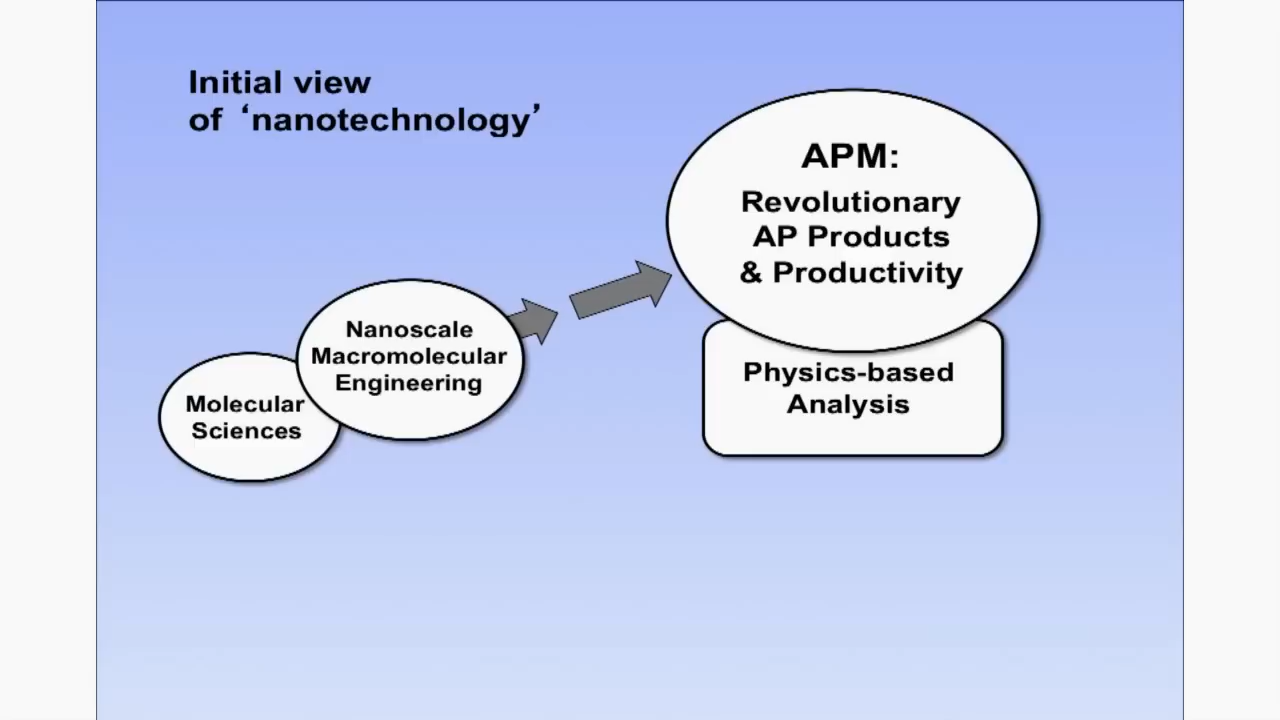 Initial view
of ‘nanotechnology’
APM:
Revolutionary
AP Products
& Productivity
Nanoscale
Macromolecular
Engineering
Molecular
Sciences
Physics-based
Analysis